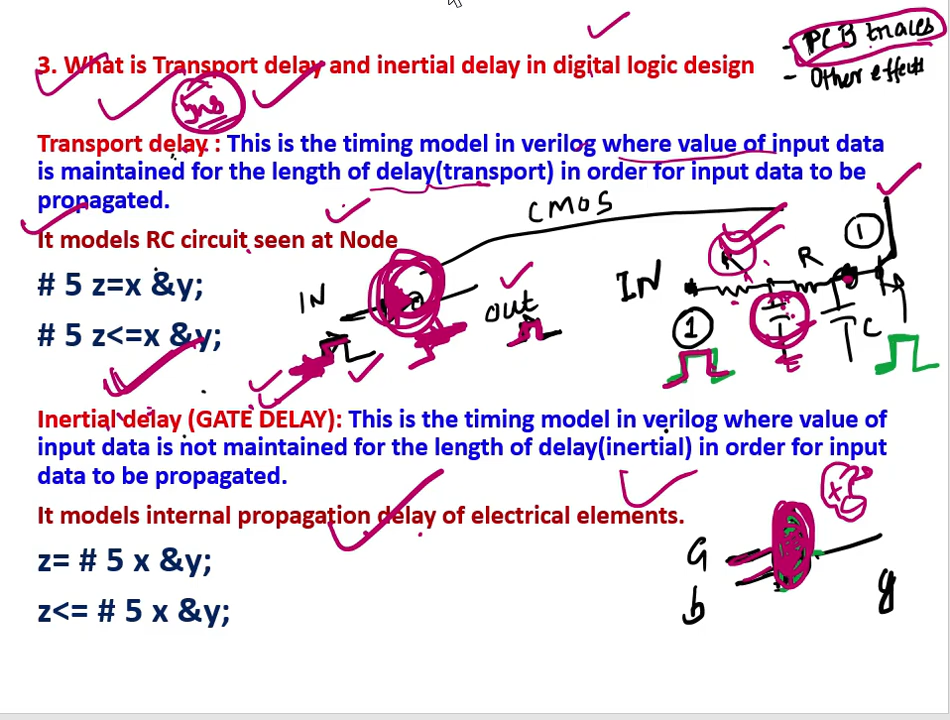 - PCB traces
3. What is Transport delay and inertial delay in digital logic design
- Other effects
5ns
Transport delay : This is the timing model in verilog where value of input data
is maintained for the length of delay(transport) in order for input data to be
propagated.
CMOS
It models RC circuit seen at Node
1
R
R
# 5 z=x &y;
IN
OUT
IN
1
C
# 5 z<=x &y;
Inertial delay (GATE DELAY): This is the timing model in verilog where value of
input data is not maintained for the length of delay(inertial) in order for input
data to be propagated.
x
It models internal propagation delay of electrical elements.
z= # 5 x &y;
a
b
y
z<= # 5 x &y;